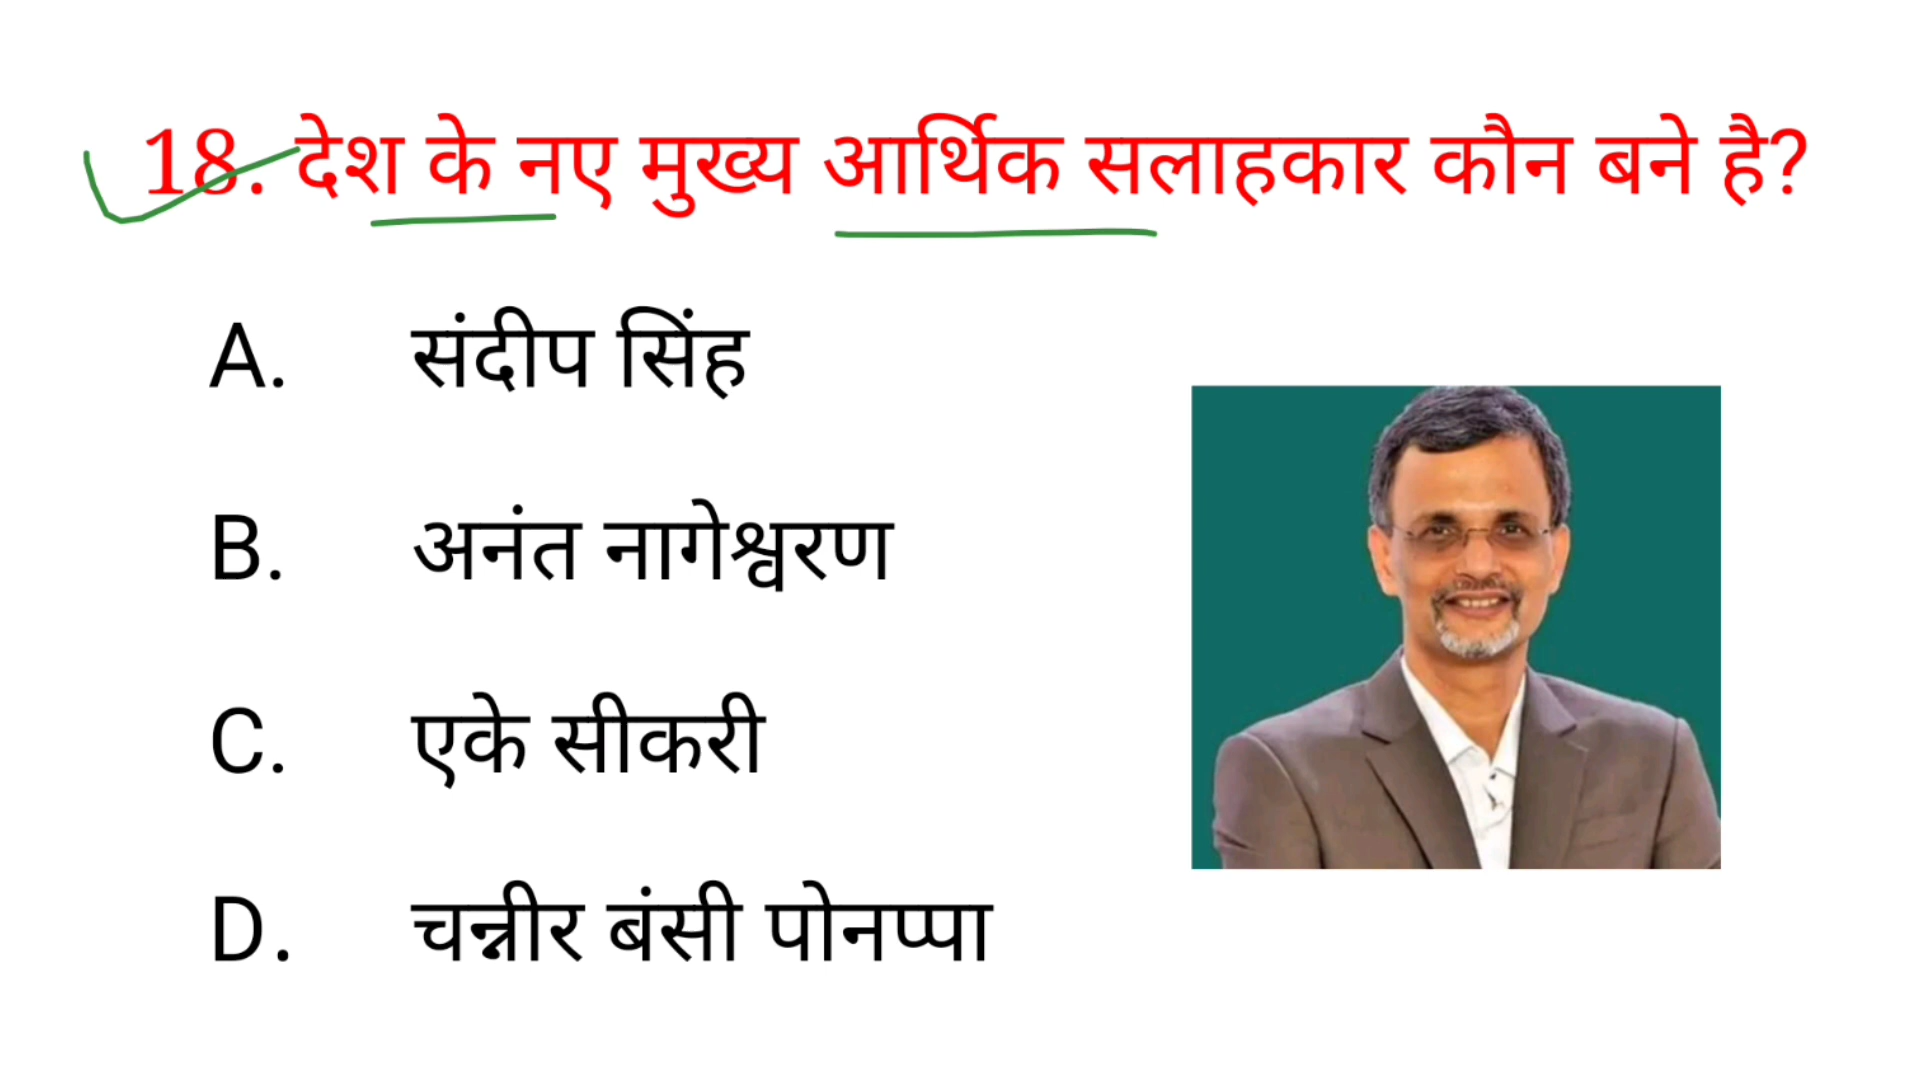 18. देश के नए मुख्य आर्थिक सलाहकार कौन बने है?
A. संदीप सिंह
B. अनंत नागेश्वरण
C. एके सीकरी
D. चन्नीर बंसी पोनप्पा